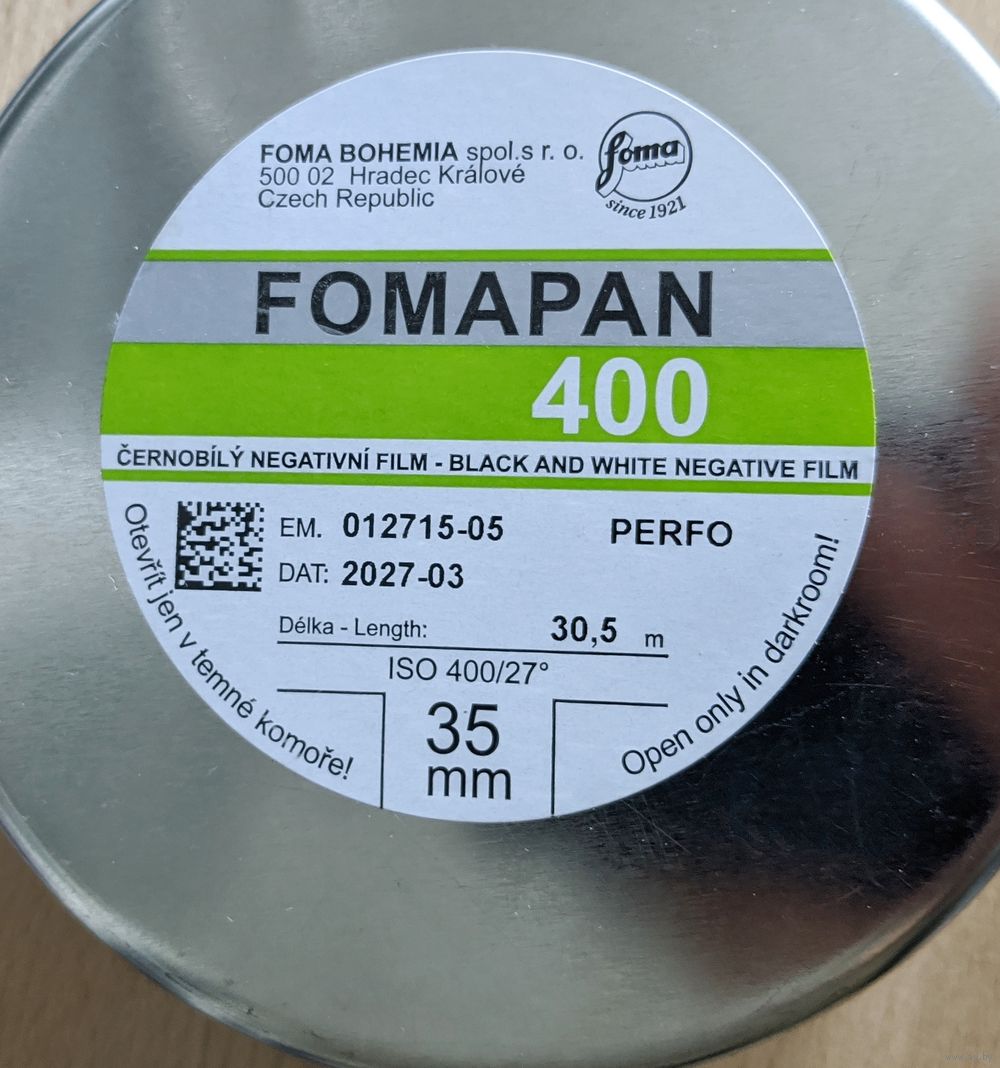 FOMA BOHEMIA spol.s r. o.
500 02 Hradec Králové
Czech Republic
foma
since 1921
FOMAPAN
400
ČERNOBÍLÝ NEGATIVNÍ FILM - BLACK AND WHITE NEGATIVE FILM
EM. 012715-05 PERFO
DAT: 2027-03
Délka - Length: 30,5 m
ISO 400/27°
35
mm
Otevřít jen v temné komoře!
Open only in darkroom!